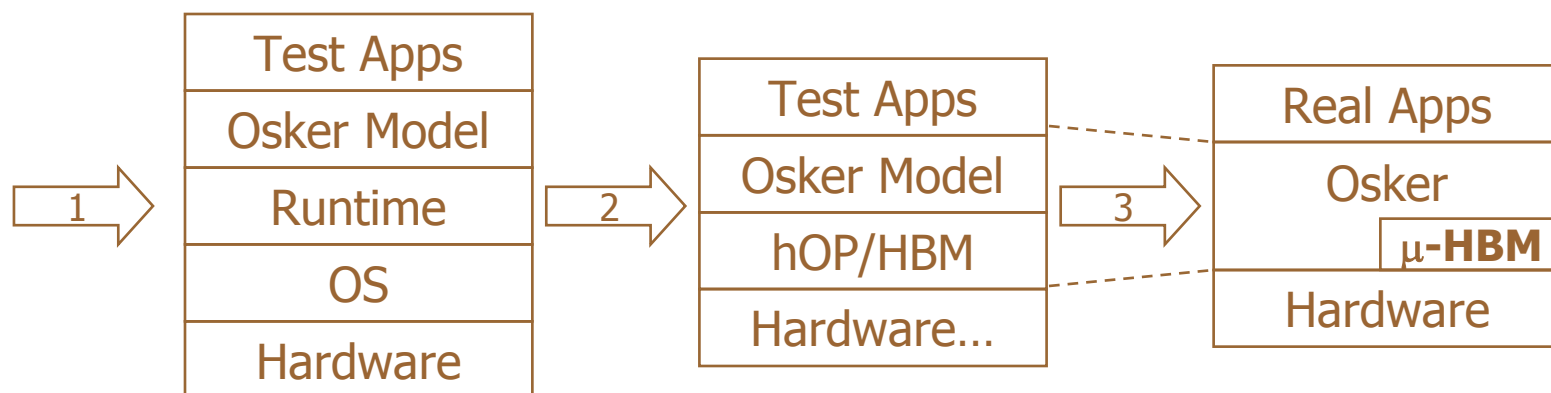 1
Test Apps
Osker Model
Runtime
OS
Hardware
2
Test Apps
Osker Model
hOP/HBM
Hardware…
3
Real Apps
Osker
μ-HBM
Hardware